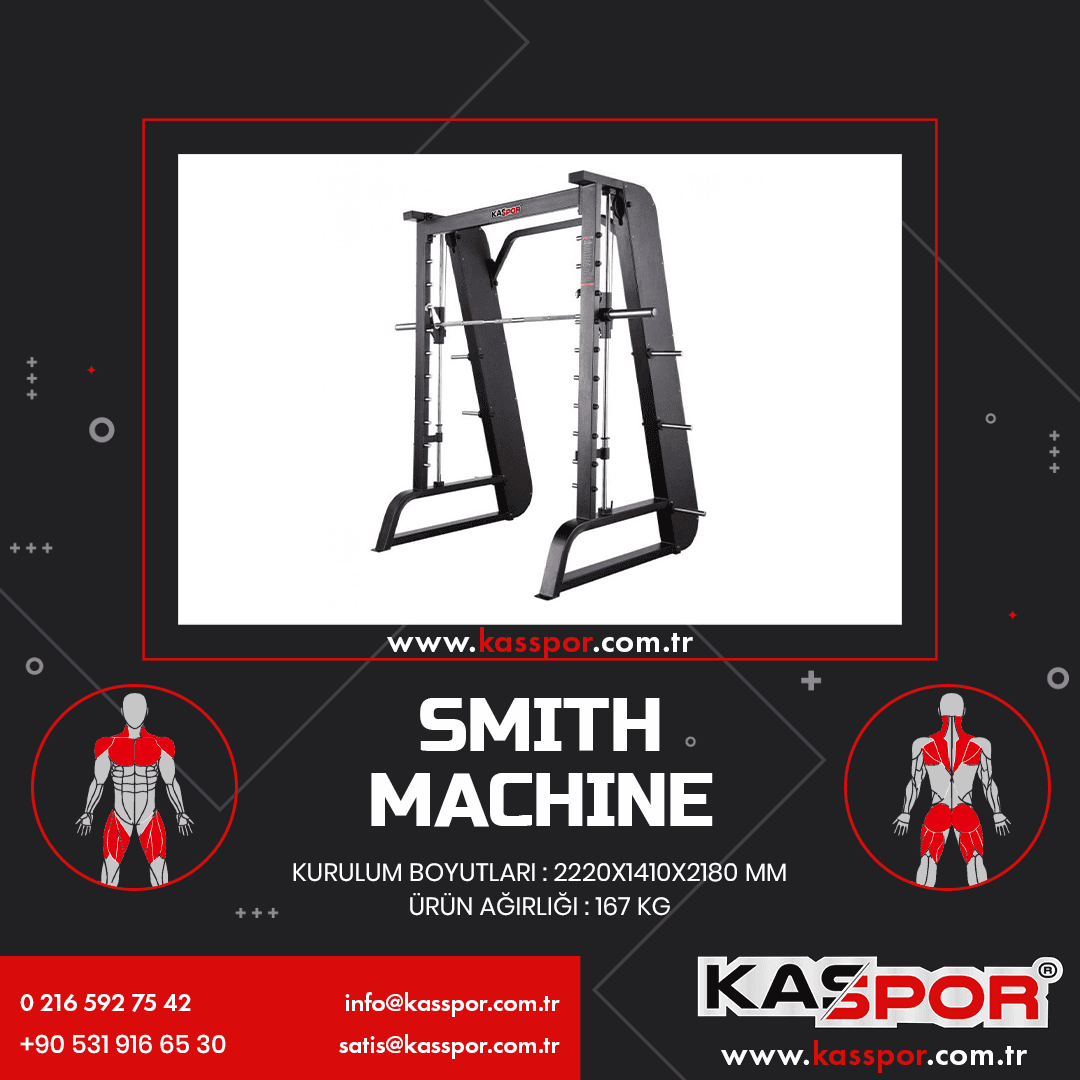 KASPOR
www.kasspor.com.tr
SMITH
MACHINE
KURULUM BOYUTLARI : 2220X1410X2180 MM
ÜRÜN AĞIRLIĞI : 167 KG
0 216 592 75 42
info@kasspor.com.tr
+90 531 916 65 30
satis@kasspor.com.tr
KASSPOR®
www.kasspor.com.tr